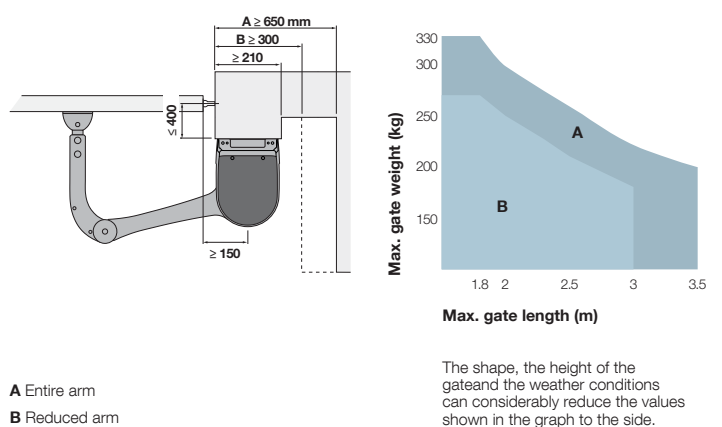 A ≥ 650 mm
B ≥ 300
≥ 210
≤ 400
≥ 150
A Entire arm
B Reduced arm
Max. gate weight (kg)
330
300
250
200
150
A
B
1.8 2 2.5 3 3.5
Max. gate length (m)
The shape, the height of the
gateand the weather conditions
can considerably reduce the values
shown in the graph to the side.